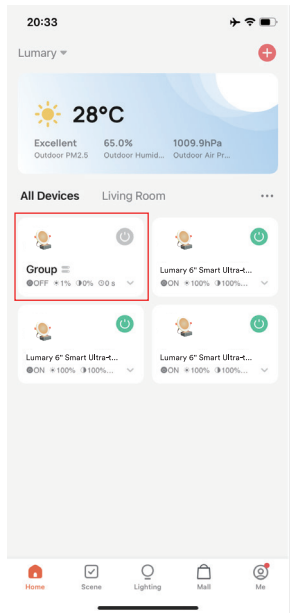 20:33
Lumary
28°C
Excellent 65.0% 1009.9hPa
Outdoor PM2.5 Outdoor Humid... Outdoor Air Pr...
All Devices Living Room
Group
OFF 1% 0% 0 s
Lumary 6" Smart Ultra-t...
ON 100% 100%...
Lumary 6" Smart Ultra-t...
ON 100% 100%...
Lumary 6" Smart Ultra-t...
ON 100% 100%...
Home Scene Lighting Mall Me